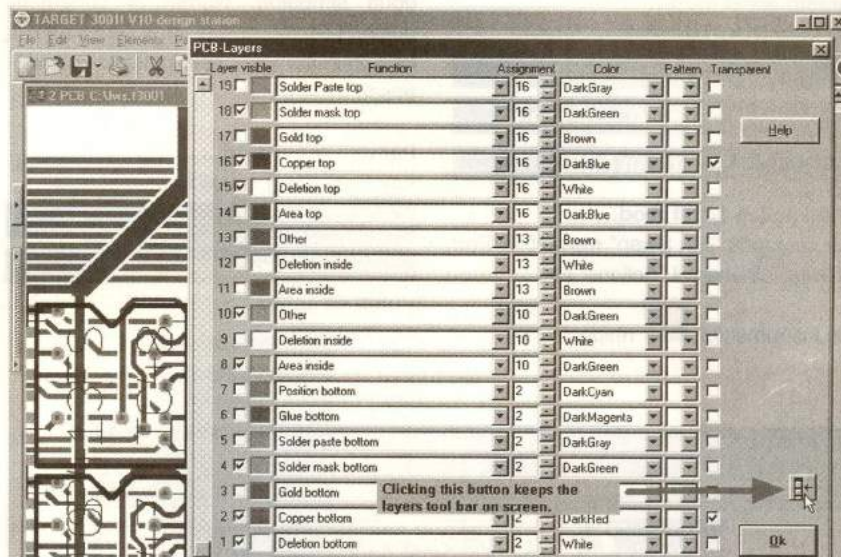 TARGET 3001! V10 design station
File Edit View Elements
2 PCB C:\Jws.t3001
PCB-Layers
Layer visible Function Assignment Color Pattern Transparent
19 Solder Paste top 16 DarkGray
18 Solder mask top 16 DarkGreen
Help
17 Gold top 16 Brown
16 Copper top 16 DarkBlue
15 Deletion top 16 White
14 Area top 16 DarkBlue
13 Other 13 Brown
12 Deletion inside 13 White
11 Area inside 13 Brown
10 Other 10 DarkGreen
9 Deletion inside 10 White
8 Area inside 10 DarkGreen
7 Position bottom 2 DarkCyan
6 Glue bottom 2 DarkMagenta
5 Solder paste bottom 2 DarkGray
4 Solder mask bottom 2 DarkGreen
3 Gold bottom
Clicking this button keeps the
layers tool bar on screen.
2 Copper bottom 2 DarkRed
1 Deletion bottom 2 White
Ok